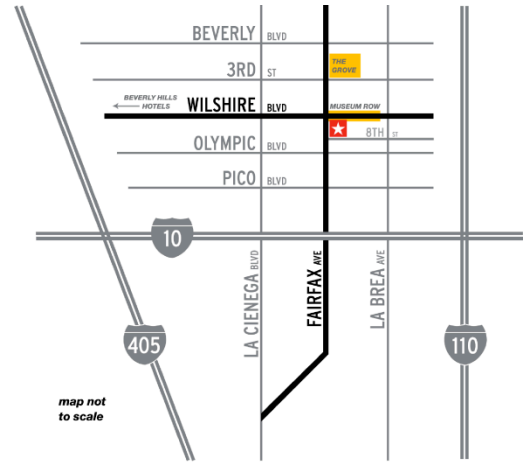 BEVERLY BLVD
3RD ST
THE
GROVE
BEVERLY HILLS
HOTELS
WILSHIRE BLVD
MUSEUM ROW
8TH ST
OLYMPIC BLVD
PICO BLVD
10
LA CIENEGA BLVD
FAIRFAX AVE
LA BREA AVE
405
110
map not
to scale